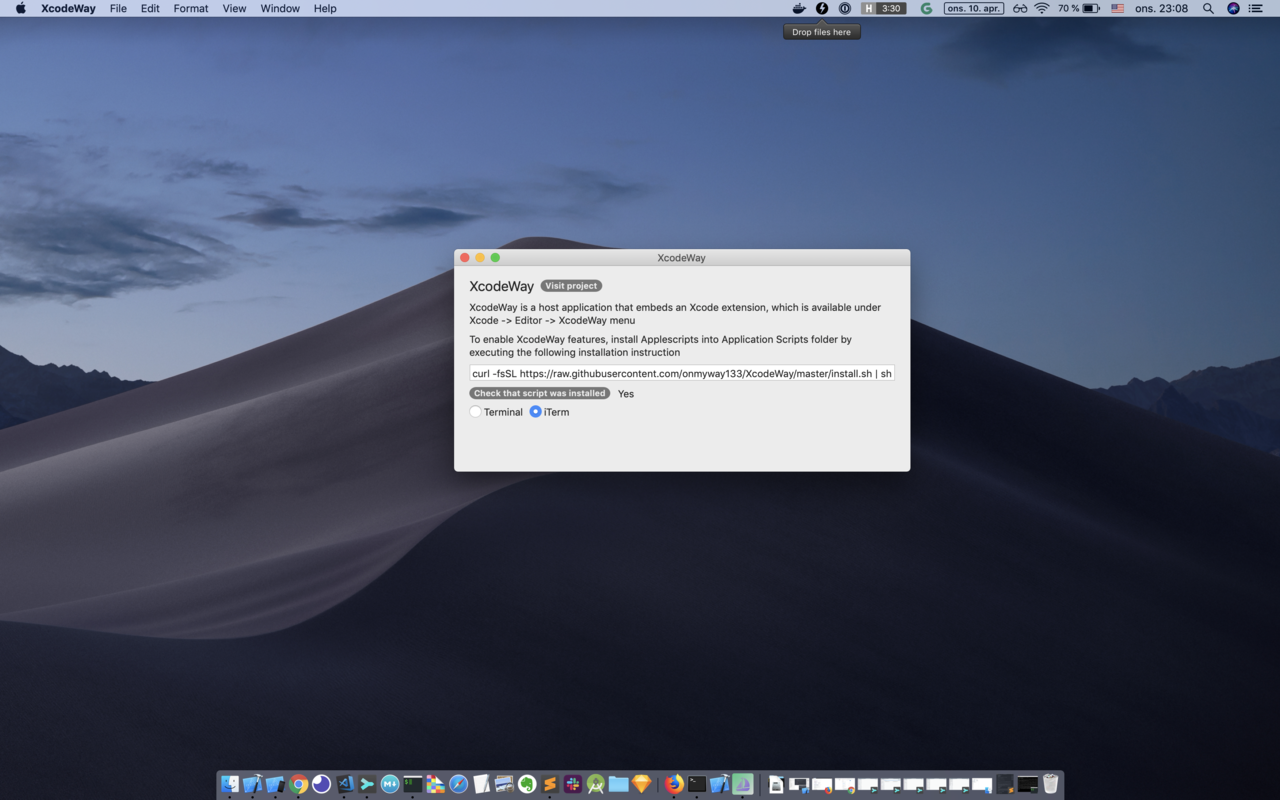 XcodeWay File Edit Format View Window Help H 3:30 ons. 10. apr. 70 % ons. 23:08
Drop files here
XcodeWay
XcodeWay Visit project
XcodeWay is a host application that embeds an Xcode extension, which is available under
Xcode -> Editor -> XcodeWay menu
To enable XcodeWay features, install Applescripts into Application Scripts folder by
executing the following installation instruction
curl -fsSL https://raw.githubusercontent.com/onmyway133/XcodeWay/master/install.sh | sh
Check that script was installed Yes
Terminal iTerm